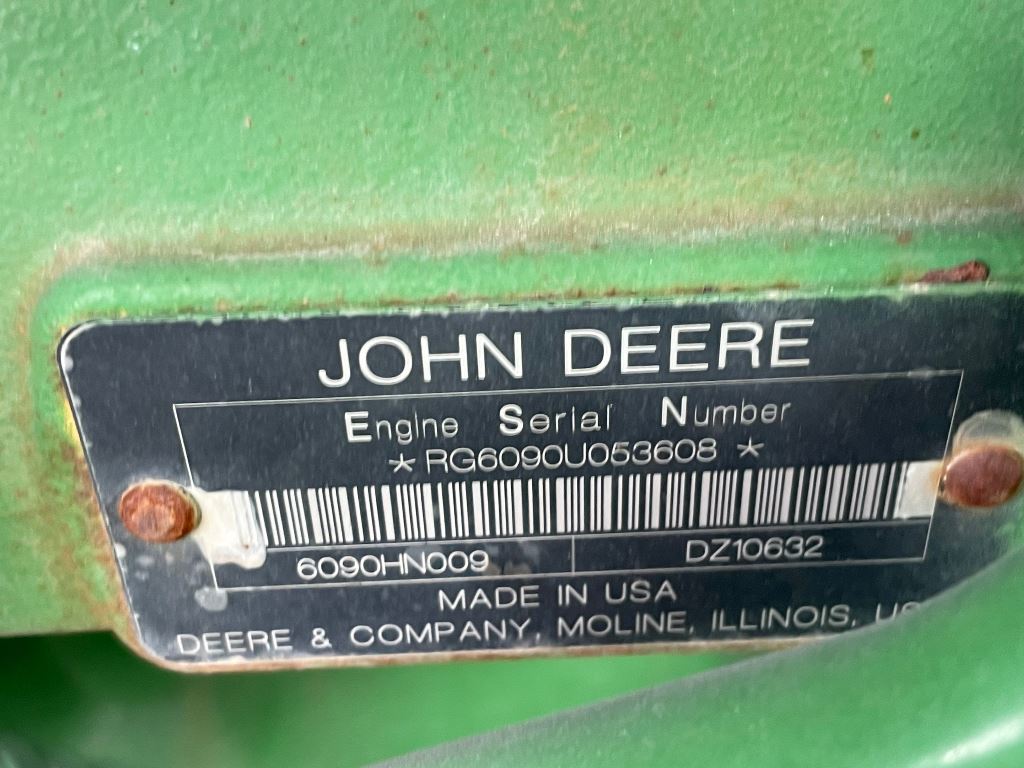 JOHN DEERE
Engine Serial Number
*RG6090U053608*
6090HN009 DZ10632
MADE IN USA
DEERE & COMPANY, MOLINE, ILLINOIS,